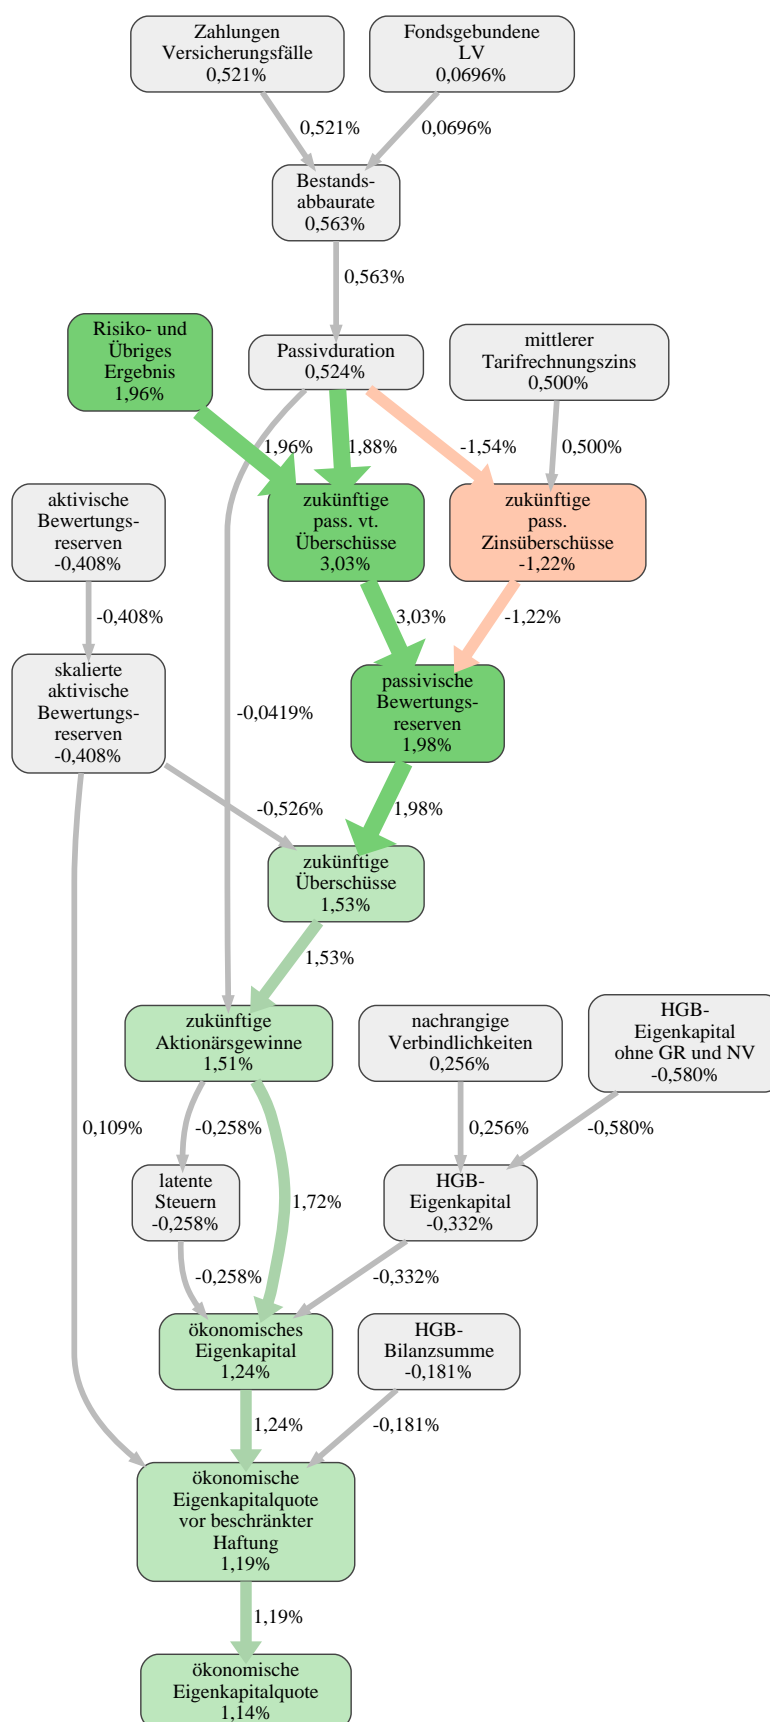 Zahlungen
Versicherungsfälle
0,521%
Fondsgebundene
LV
0,0696%
0,521%
0,0696%
Bestands-
abbaurate
0,563%
0,563%
Risiko- und
Übriges
Ergebnis
1,96%
Passivduration
0,524%
mittlerer
Tarifrechnungszins
0,500%
1,96%
1,88%
-1,54%
0,500%
aktivische
Bewertungs-
reserven
-0,408%
zukünftige
pass. vt.
Überschüsse
3,03%
zukünftige
pass.
Zinsüberschüsse
-1,22%
-0,408%
3,03%
-1,22%
skalierte
aktivische
Bewertungs-
reserven
-0,408%
-0,0419%
passivische
Bewertungs-
reserven
1,98%
-0,526%
1,98%
zukünftige
Überschüsse
1,53%
1,53%
zukünftige
Aktionärsgewinne
1,51%
nachrangige
Verbindlichkeiten
0,256%
HGB-
Eigenkapital
ohne GR und NV
-0,580%
0,109%
-0,258%
0,256%
-0,580%
latente
Steuern
-0,258%
1,72%
HGB-
Eigenkapital
-0,332%
-0,258%
-0,332%
ökonomisches
Eigenkapital
1,24%
HGB-
Bilanzsumme
-0,181%
1,24%
-0,181%
ökonomische
Eigenkapitalquote
vor beschränkter
Haftung
1,19%
1,19%
ökonomische
Eigenkapitalquote
1,14%